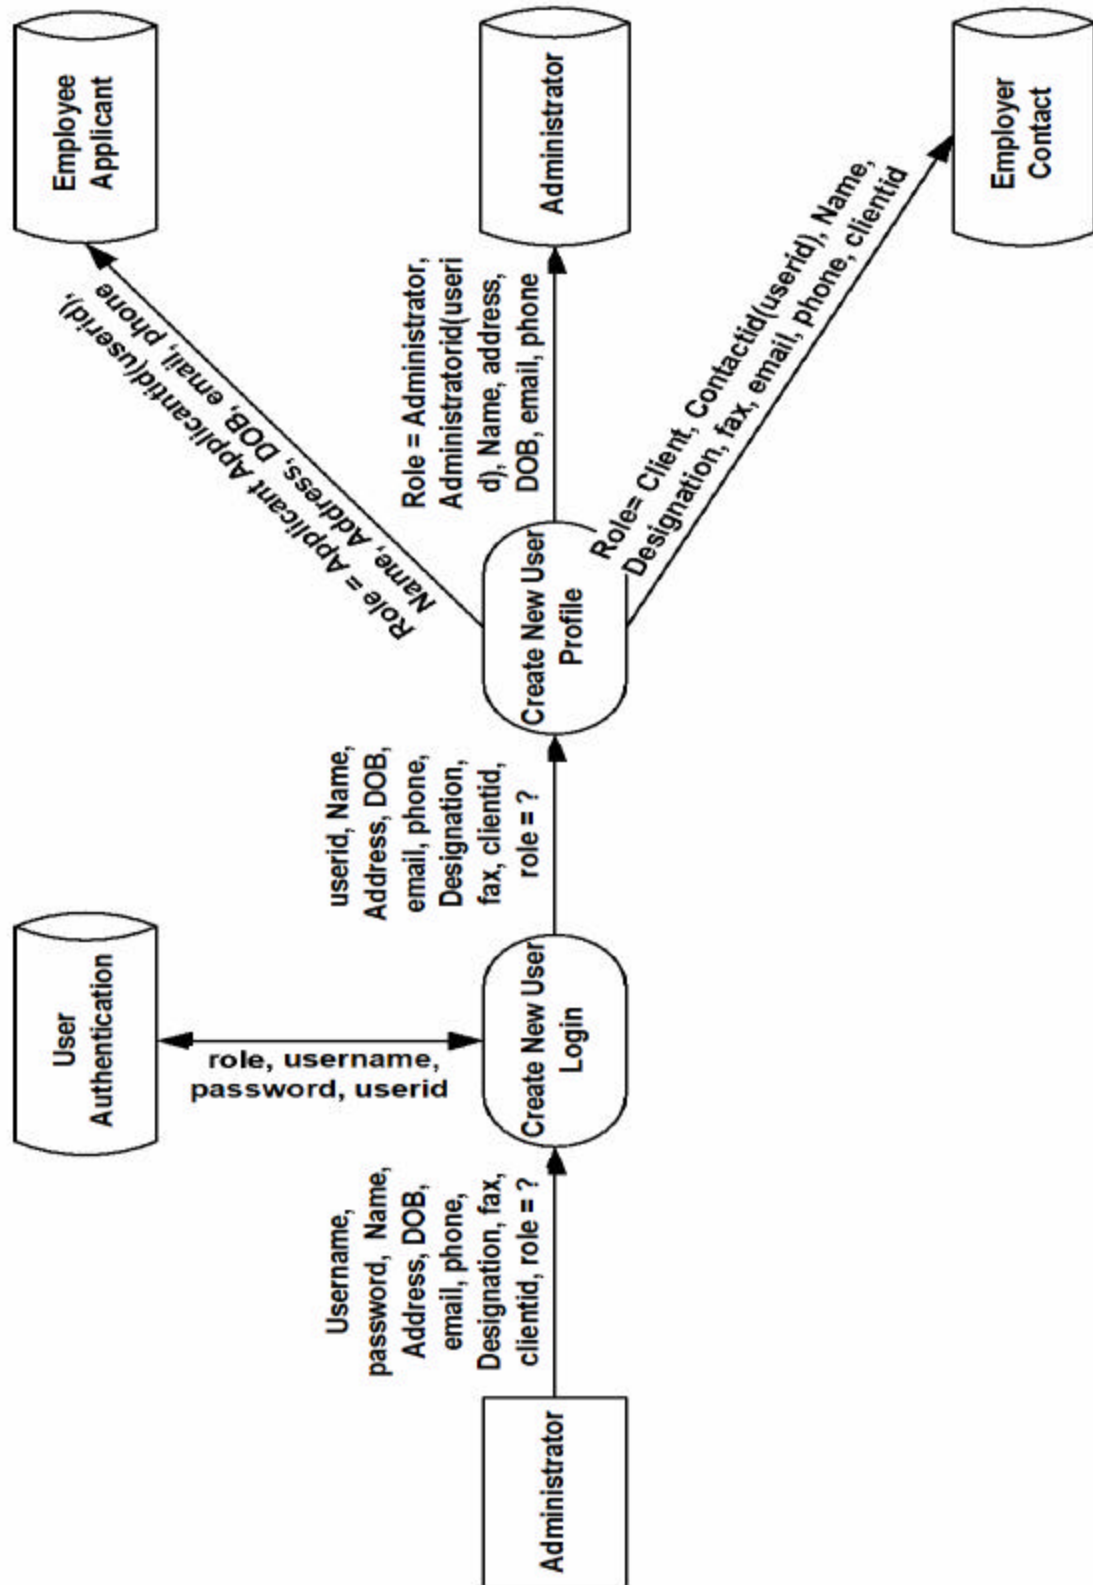 Administrator
Username,
password, Name,
Address, DOB,
email, phone,
Designation, fax,
clientid, role = ?
User
Authentication
role, username,
password, userid
Create New User
Login
userid, Name,
Address, DOB,
email, phone,
Designation,
fax, clientid,
role = ?
Create New User
Profile
Role = Applicant Applicantid(userid),
Name, Address, DOB, email, phone
Employee
Applicant
Role = Administrator,
Administratorid(useri
d), Name, address,
DOB, email, phone
Administrator
Role= Client, Contactid(userid), Name,
Designation, fax, email, phone, clientid
Employer
Contact